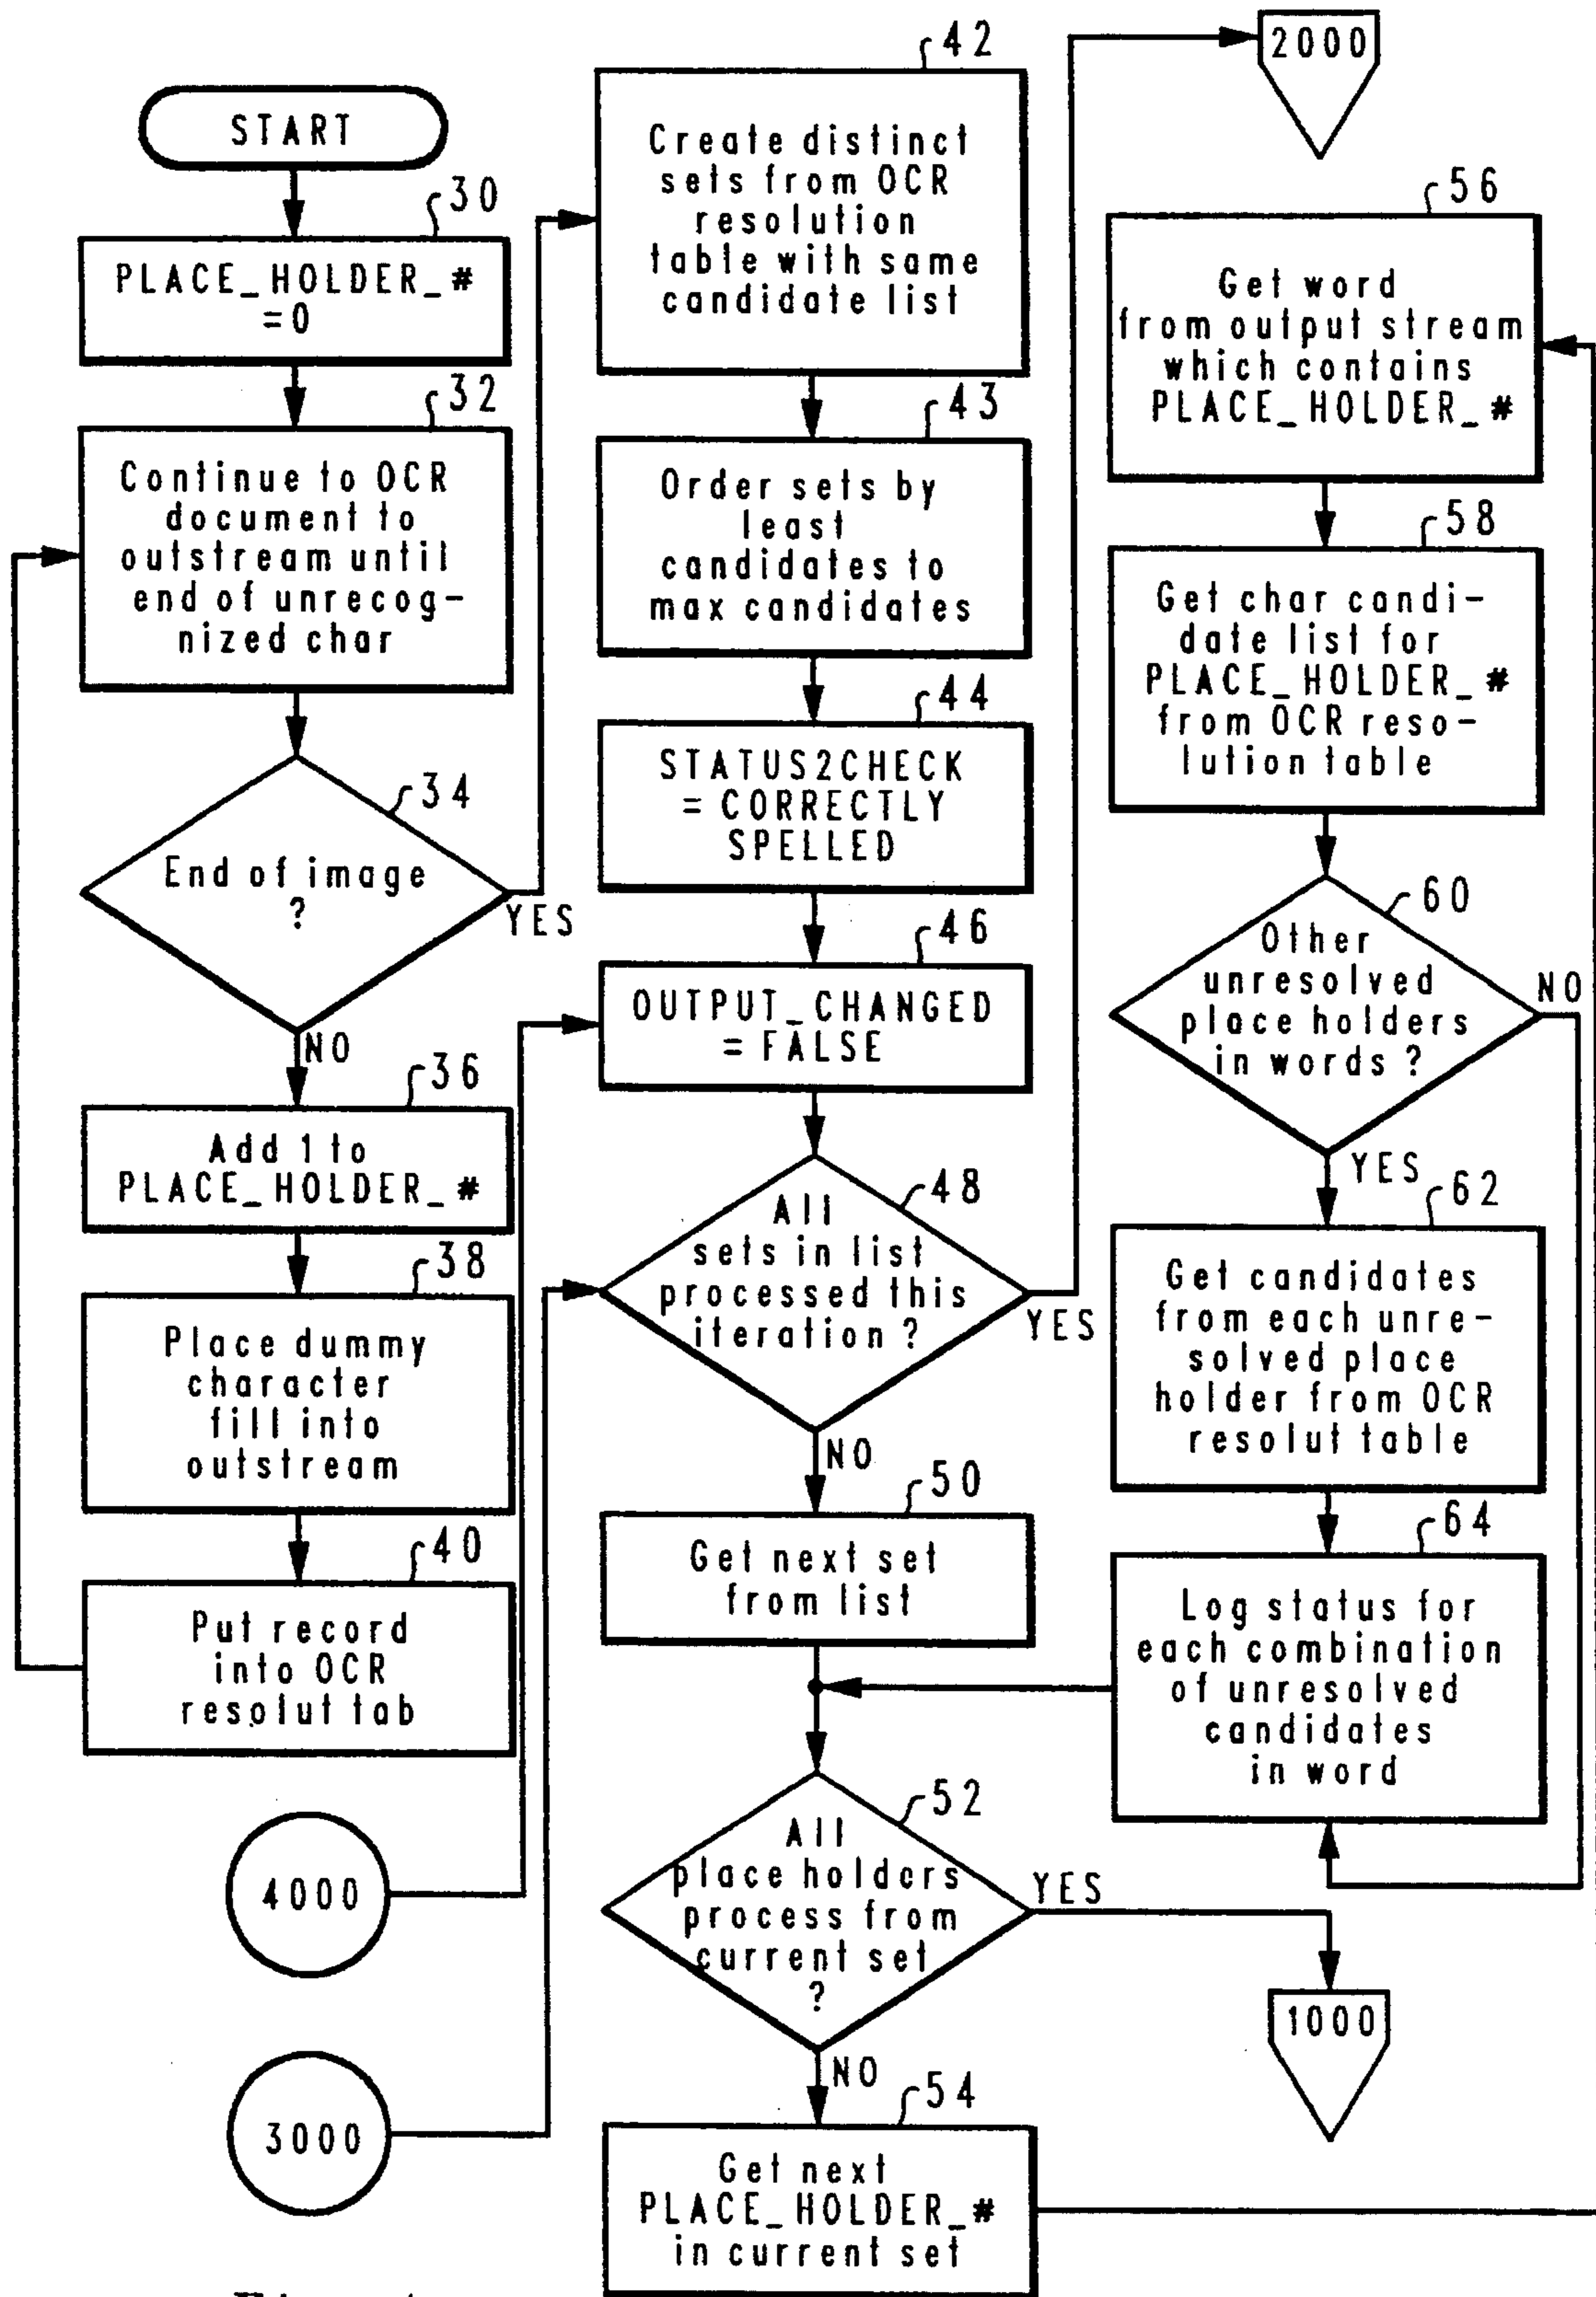 START
30
PLACE_HOLDER_#
=0
32
Continue to OCR
document to
outstream until
end of unrecog-
nized char
34
End of image
?
YES
NO
36
Add 1 to
PLACE_HOLDER_#
38
Place dummy
character
fill into
outstream
40
Put record
into OCR
resolut tab
4000
3000
42
Create distinct
sets from OCR
resolution
table with same
candidate list
43
Order sets by
least
candidates to
max candidates
44
STATUS2CHECK
= CORRECTLY
SPELLED
46
OUTPUT_CHANGED
= FALSE
48
All
sets in list
processed this
iteration ?
YES
NO
50
Get next set
from list
52
All
place holders
process from
current set
?
YES
NO
54
Get next
PLACE_HOLDER_#
in current set
2000
56
Get word
from output stream
which contains
PLACE_HOLDER_#
58
Get char candi-
date list for
PLACE_HOLDER_#
from OCR reso-
lution table
60
Other
unresolved
place holders
in words ?
NO
YES
62
Get candidates
from each unre-
solved place
holder from OCR
resolut table
64
Log status for
each combination
of unresolved
candidates
in word
1000